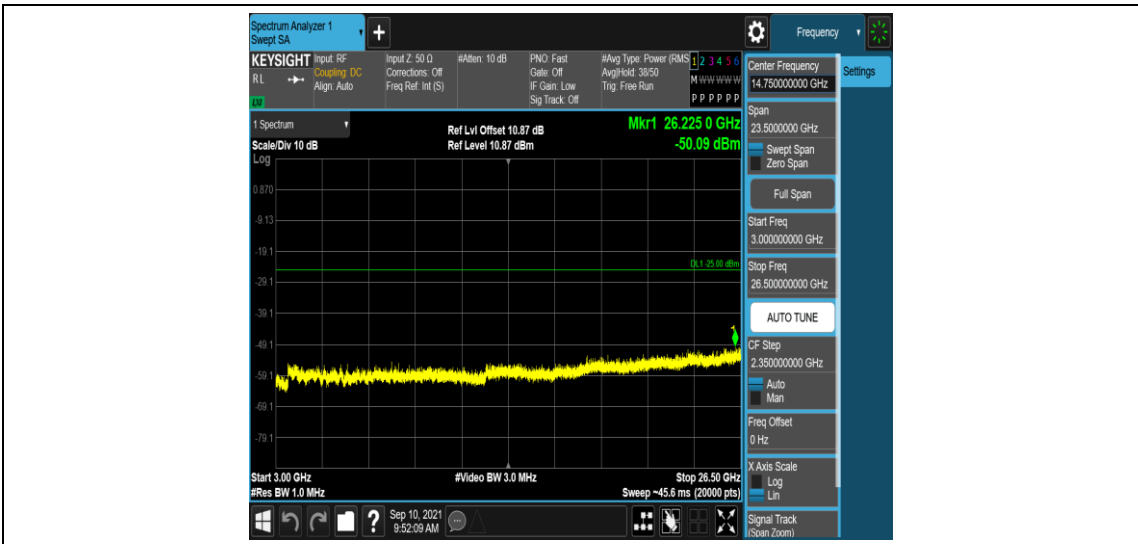 Spectrum Analyzer 1
Swept SA
Frequency
KEYSIGHT
RL
LNI
Input: RF
Coupling: DC
Align: Auto
Input Z: 50 Ω
Corrections: Off
Freq Ref: Int (S)
#Atten: 10 dB
PNO: Fast
Gate: Off
IF Gain: Low
Sig Track: Off
#Avg Type: Power (RMS
Avg|Hold: 38/50
Trig: Free Run
1 2 3 4 5 6
M W W W W W
P P P P P P
Center Frequency
14.750000000 GHz
Settings
1 Spectrum
Scale/Div 10 dB
Ref Lvl Offset 10.87 dB
Ref Level 10.87 dBm
Mkr1 26.225 0 GHz
-50.09 dBm
Log
0.870
-9.13
-19.1
DL1 -25.00 dBm
-29.1
-39.1
1
-49.1
-59.1
-69.1
-79.1
Start 3.00 GHz
#Video BW 3.0 MHz
Stop 26.50 GHz
#Res BW 1.0 MHz
Sweep ~45.6 ms (20000 pts)
Span
23.5000000 GHz
Swept Span
Zero Span
Full Span
Start Freq
3.000000000 GHz
Stop Freq
26.500000000 GHz
AUTO TUNE
CF Step
2.350000000 GHz
Auto
Man
Freq Offset
0 Hz
X Axis Scale
Log
Lin
Signal Track
(Span Zoom)
Sep 10, 2021
9:52:09 AM